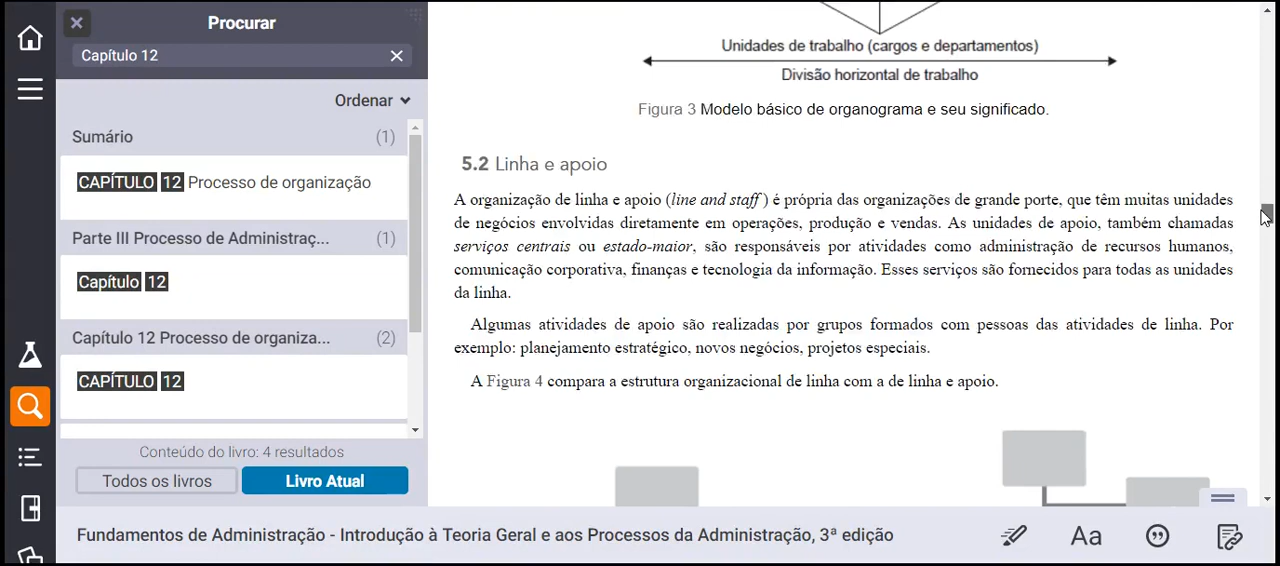 Procurar
Capítulo 12
Ordenar
Sumário (1)
CAPÍTULO 12 Processo de organização
Parte III Processo de Administraç... (1)
Capítulo 12
Capítulo 12 Processo de organiza... (2)
CAPÍTULO 12
Conteúdo do livro: 4 resultados
Todos os livros
Livro Atual
Unidades de trabalho (cargos e departamentos)
Divisão horizontal de trabalho
Figura 3 Modelo básico de organograma e seu significado.
5.2 Linha e apoio
A organização de linha e apoio (line and staff ) é própria das organizações de grande porte, que têm muitas unidades
de negócios envolvidas diretamente em operações, produção e vendas. As unidades de apoio, também chamadas
serviços centrais ou estado-maior, são responsáveis por atividades como administração de recursos humanos,
comunicação corporativa, finanças e tecnologia da informação. Esses serviços são fornecidos para todas as unidades
da linha.
Algumas atividades de apoio são realizadas por grupos formados com pessoas das atividades de linha. Por
exemplo: planejamento estratégico, novos negócios, projetos especiais.
A Figura 4 compara a estrutura organizacional de linha com a de linha e apoio.
Fundamentos de Administração - Introdução à Teoria Geral e aos Processos da Administração, 3ª edição
Aa